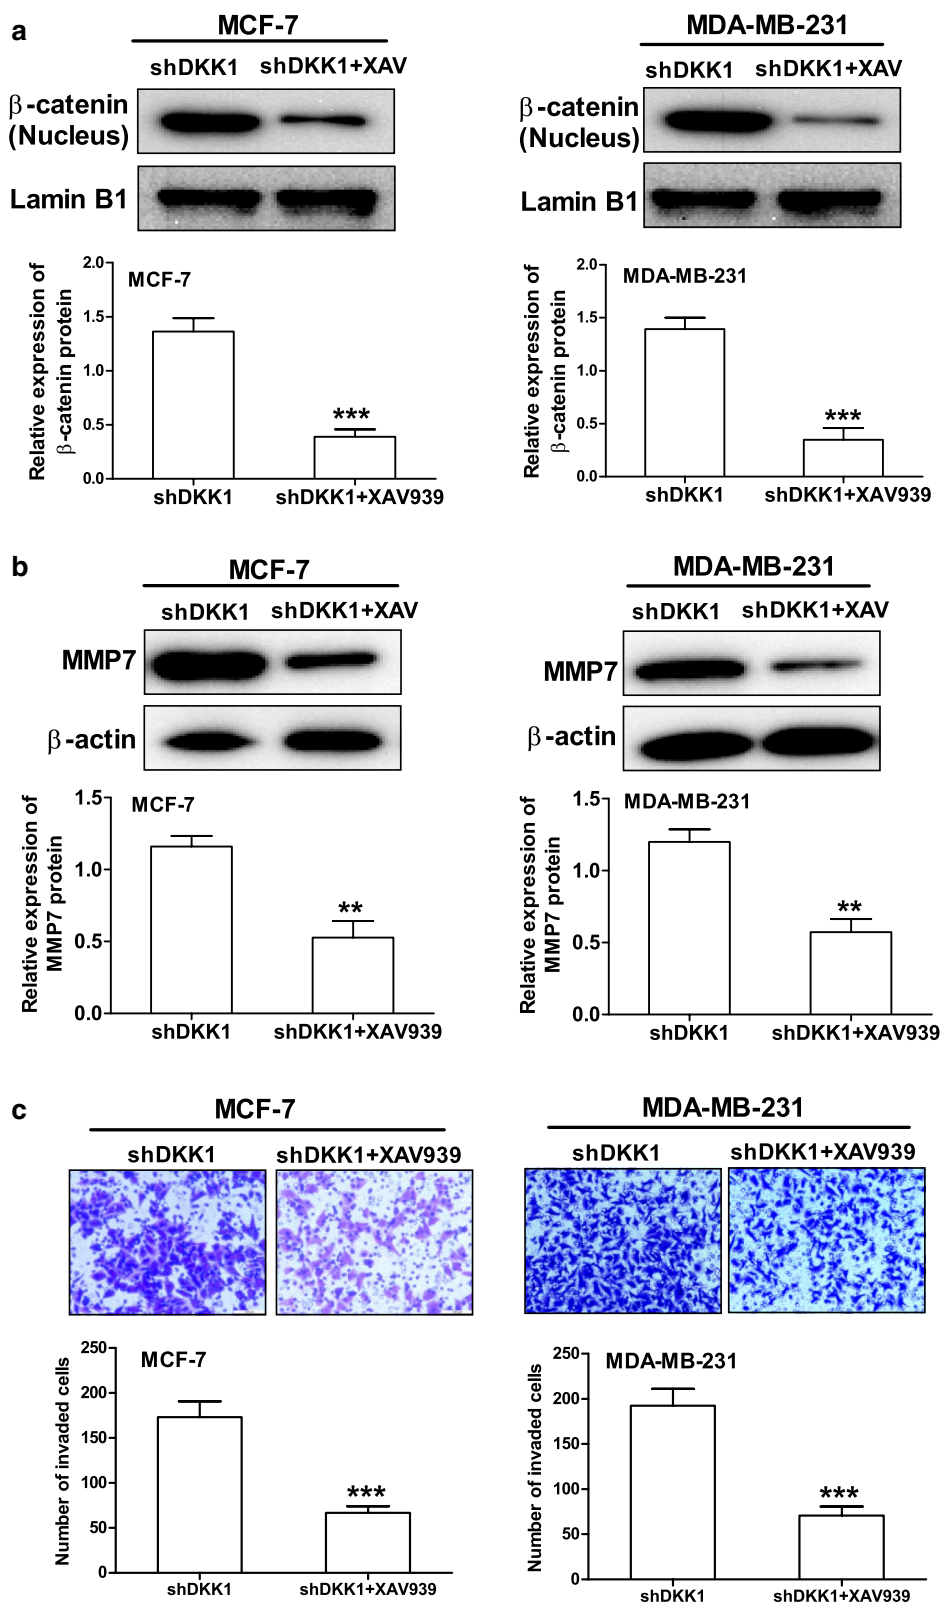 a
MCF-7
shDKK1 shDKK1+XAV
β-catenin
(Nucleus)
Lamin B1
MDA-MB-231
shDKK1 shDKK1+XAV
β-catenin
(Nucleus)
Lamin B1
Relative expression of
β-catenin protein
2.0
1.5
1.0
0.5
0.0
MCF-7
***
shDKK1 shDKK1+XAV939
Relative expression of
β-catenin protein
2.0
1.5
1.0
0.5
0.0
MDA-MB-231
***
shDKK1 shDKK1+XAV939
b
MCF-7
shDKK1 shDKK1+XAV
MMP7
β-actin
MDA-MB-231
shDKK1 shDKK1+XAV
MMP7
β-actin
Relative expression of
MMP7 protein
1.5
1.0
0.5
0.0
MCF-7
**
shDKK1 shDKK1+XAV939
Relative expression of
MMP7 protein
1.5
1.0
0.5
0.0
MDA-MB-231
**
shDKK1 shDKK1+XAV939
c
MCF-7
shDKK1 shDKK1+XAV939
MDA-MB-231
shDKK1 shDKK1+XAV939
Number of invaded cells
250
200
150
100
50
0
MCF-7
***
shDKK1 shDKK1+XAV939
Number of invaded cells
250
200
150
100
50
0
MDA-MB-231
***
shDKK1 shDKK1+XAV939